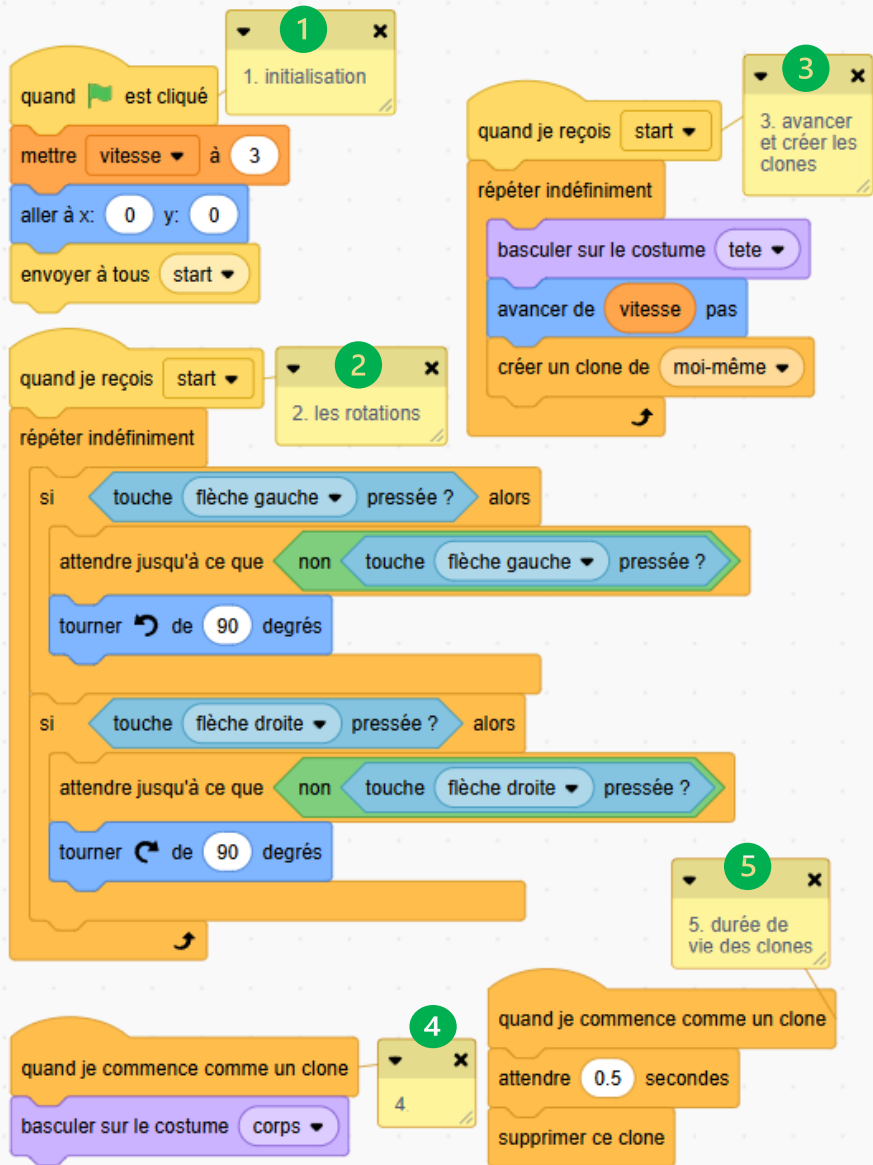 1
1. initialisation
quand est cliqué
mettre vitesse à 3
aller à x: 0 y: 0
envoyer à tous start
3
3. avancer
et créer les
clones
quand je reçois start
répéter indéfiniment
basculer sur le costume tete
avancer de vitesse pas
créer un clone de moi-même
2
2. les rotations
quand je reçois start
répéter indéfiniment
si touche flèche gauche pressée ? alors
attendre jusqu'à ce que non touche flèche gauche pressée ?
tourner de 90 degrés
si touche flèche droite pressée ? alors
attendre jusqu'à ce que non touche flèche droite pressée ?
tourner de 90 degrés
4
4.
quand je commence comme un clone
basculer sur le costume corps
5
5. durée de
vie des clones
quand je commence comme un clone
attendre 0.5 secondes
supprimer ce clone